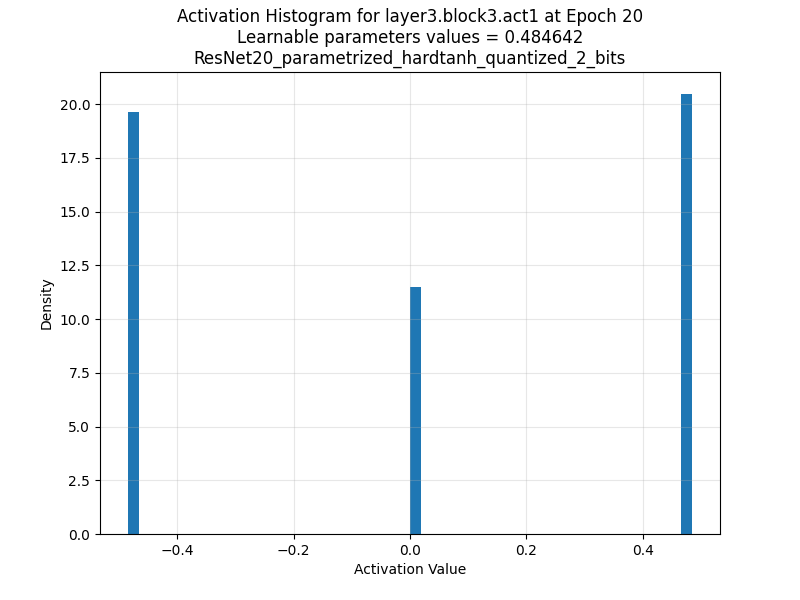 Activation Histogram for layer3.block3.act1 at Epoch 20
Learnable parameters values = 0.484642
ResNet20_parametrized_hardtanh_quantized_2_bits
20.0
17.5
15.0
12.5
10.0
7.5
5.0
2.5
0.0
Density
−0.4
−0.2
0.0
0.2
0.4
Activation Value